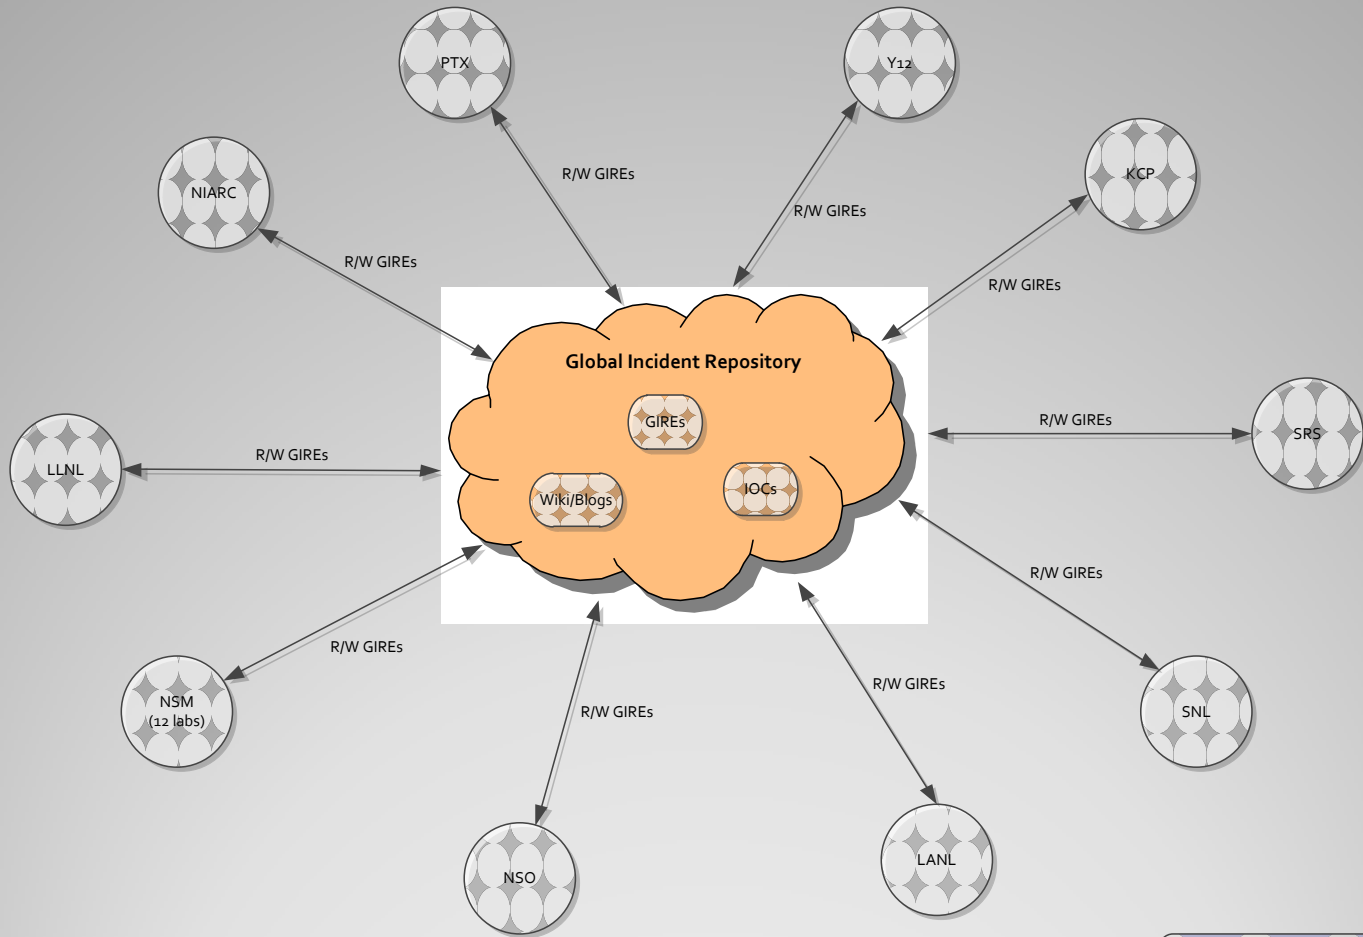 PTX
Y12
KCP
NIARC
R/W GIREs
R/W GIREs
R/W GIREs
R/W GIREs
Global Incident Repository
GIREs
R/W GIREs
SRS
LLNL
R/W GIREs
Wiki/Blogs
IOCs
R/W GIREs
R/W GIREs
NSM
(12 labs)
R/W GIREs
R/W GIREs
SNL
NSO
LANL